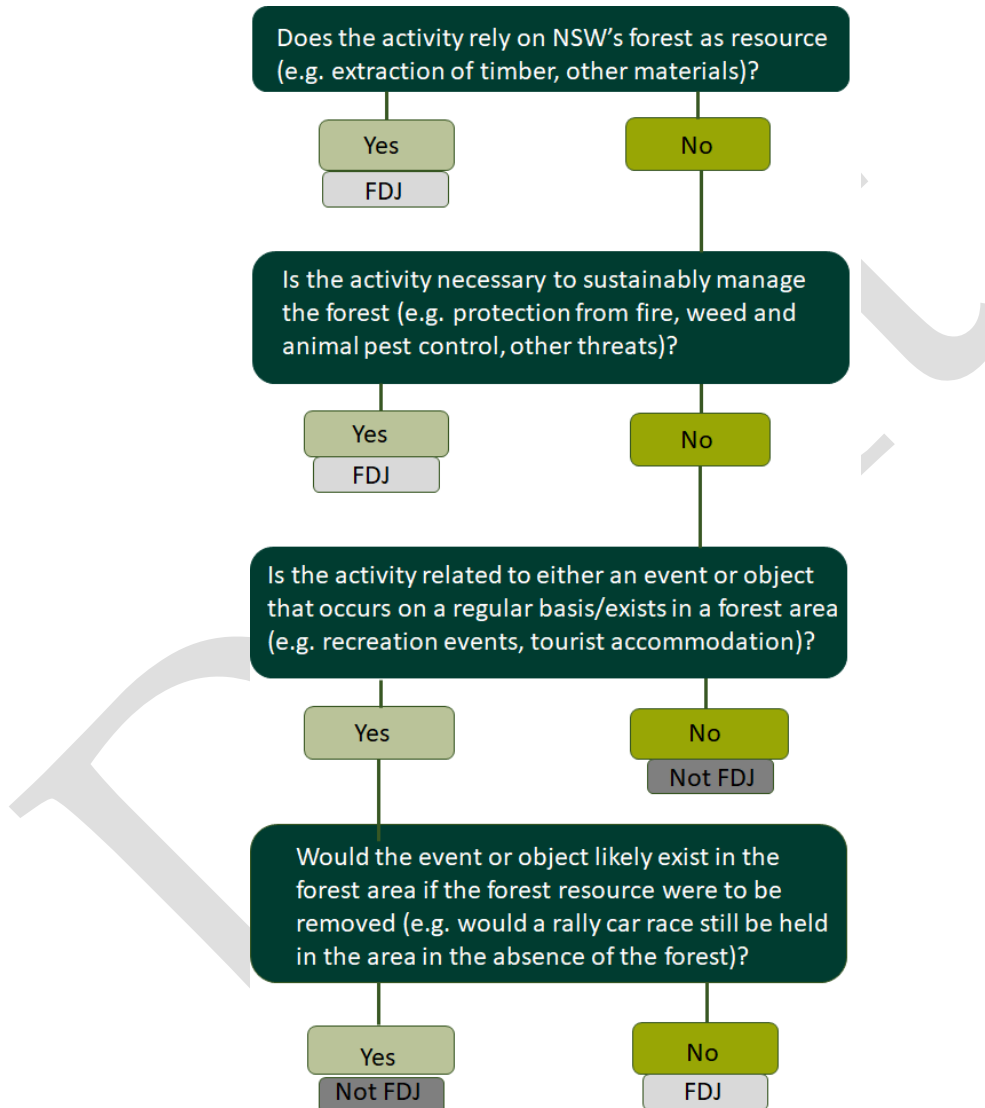 Does the activity rely on NSW's forest as resource
(e.g. extraction of timber, other materials)?
Yes
No
FDJ
Is the activity necessary to sustainably manage
the forest (e.g. protection from fire, weed and
animal pest control, other threats)?
Yes
No
FDJ
Is the activity related to either an event or object
that occurs on a regular basis/exists in a forest area
(e.g. recreation events, tourist accommodation)?
Yes
No
Not FDJ
Would the event or object likely exist in the
forest area if the forest resource were to be
removed (e.g. would a rally car race still be held
in the area in the absence of the forest)?
Yes
No
Not FDJ
FDJ